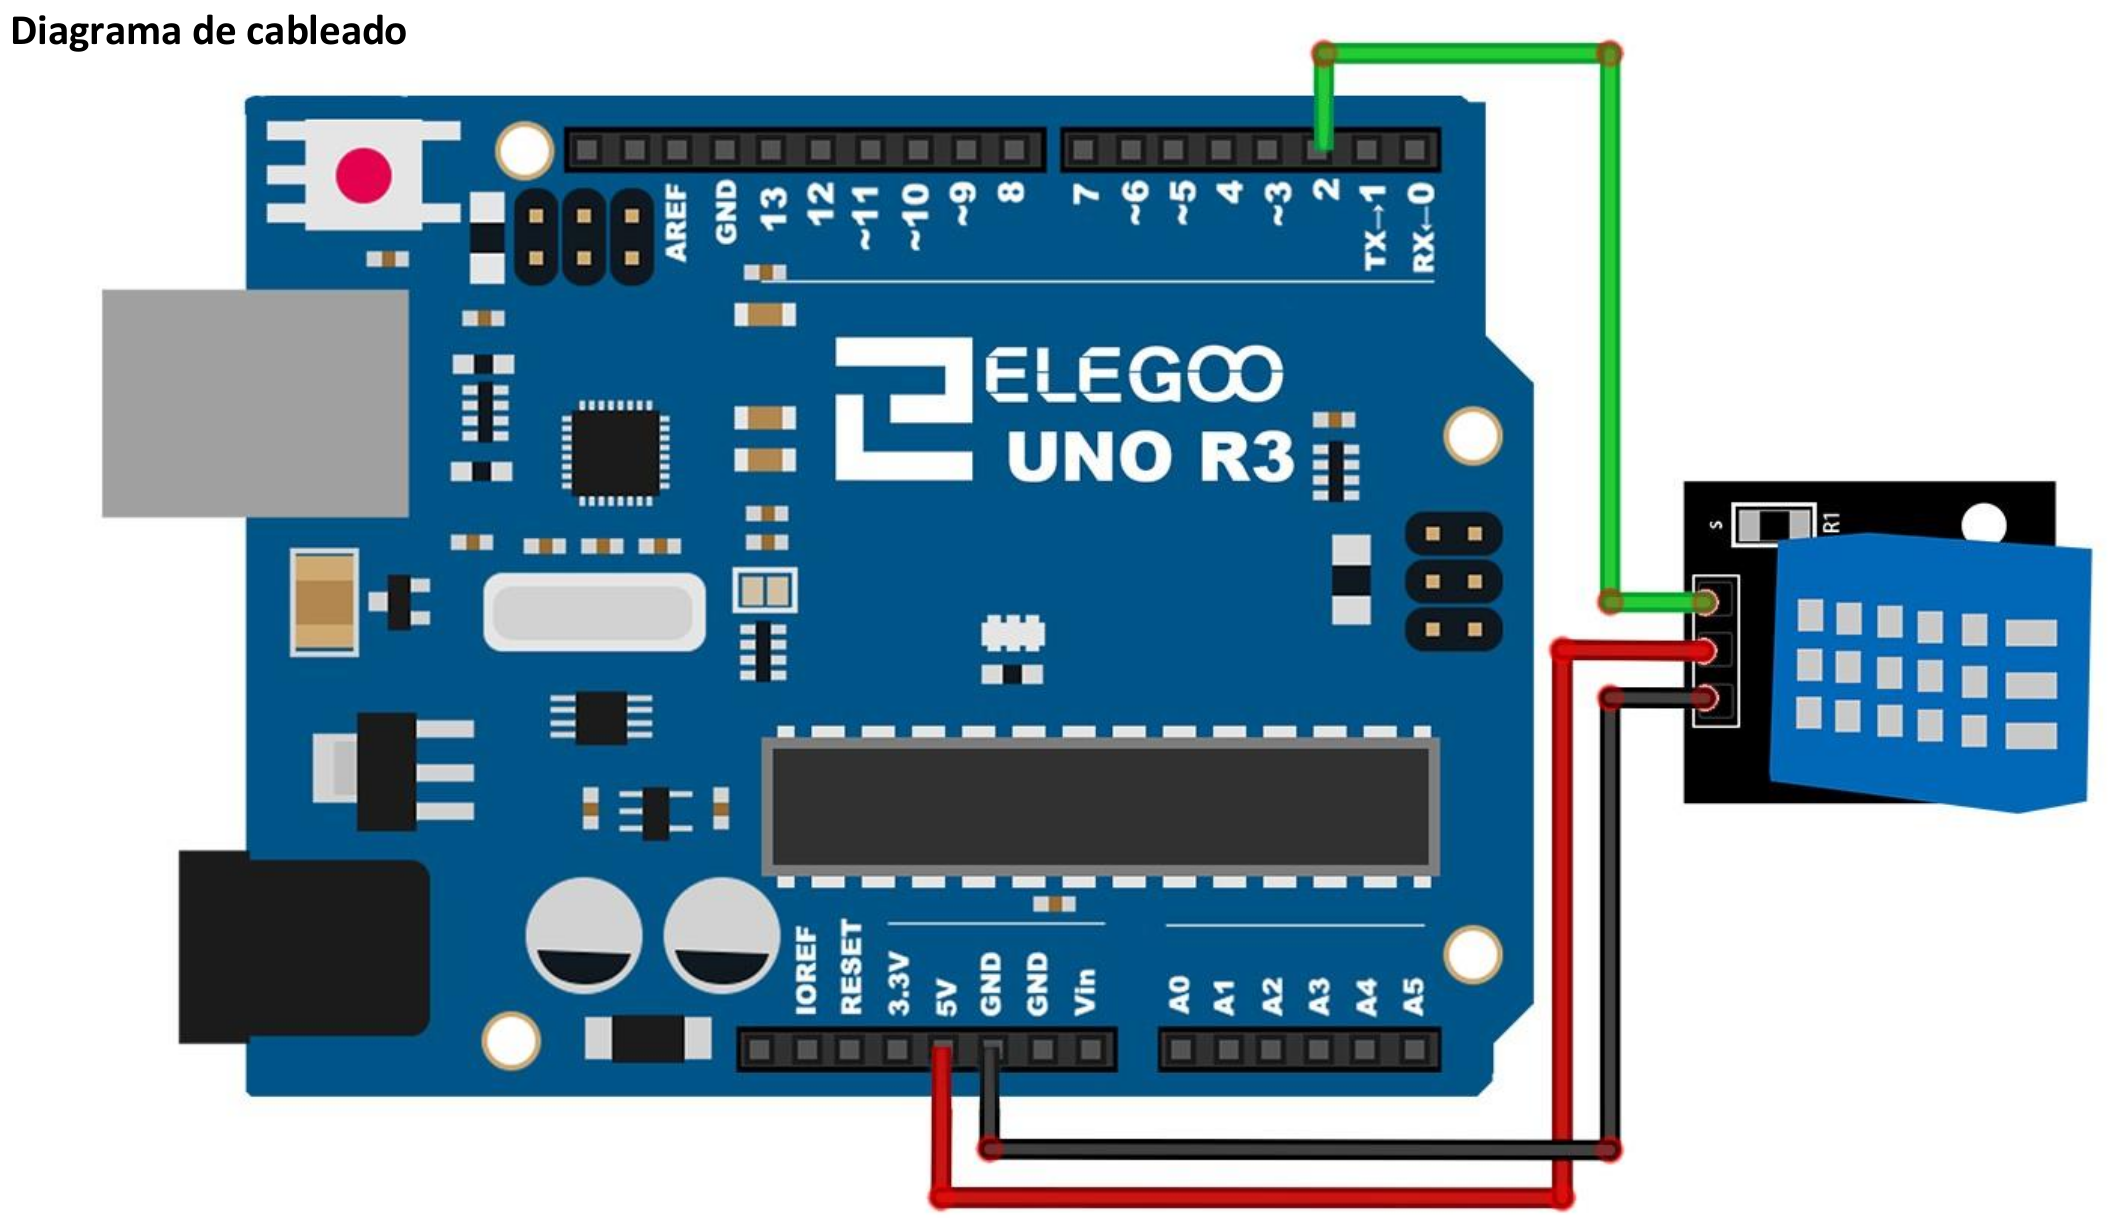 Diagrama de cableado
AREF
GND
13
12
~11
~10
~9
8
7
~6
~5
4
~3
2
TX→1
RX←0
ELEGOO
UNO R3
S
R1
IOREF
RESET
3.3V
5V
GND
GND
Vin
A0
A1
A2
A3
A4
A5